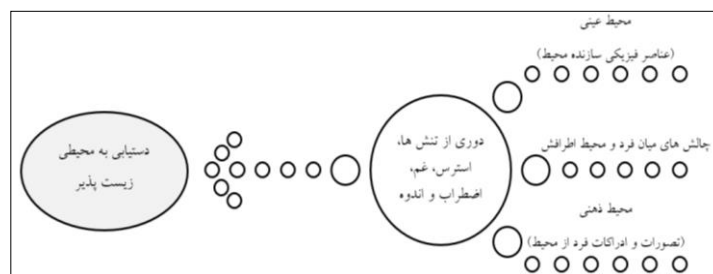 محیط عینی
(عناصر فیزیکی سازنده محیط)
چالش های میان فرد و محیط اطرافش
محیط ذهنی
(تصورات و ادراکات فرد از محیط)
دوری از تنش ها،
استرس، غم،
اضطراب و اندوه
دستیابی به محیطی
زیست پذیر